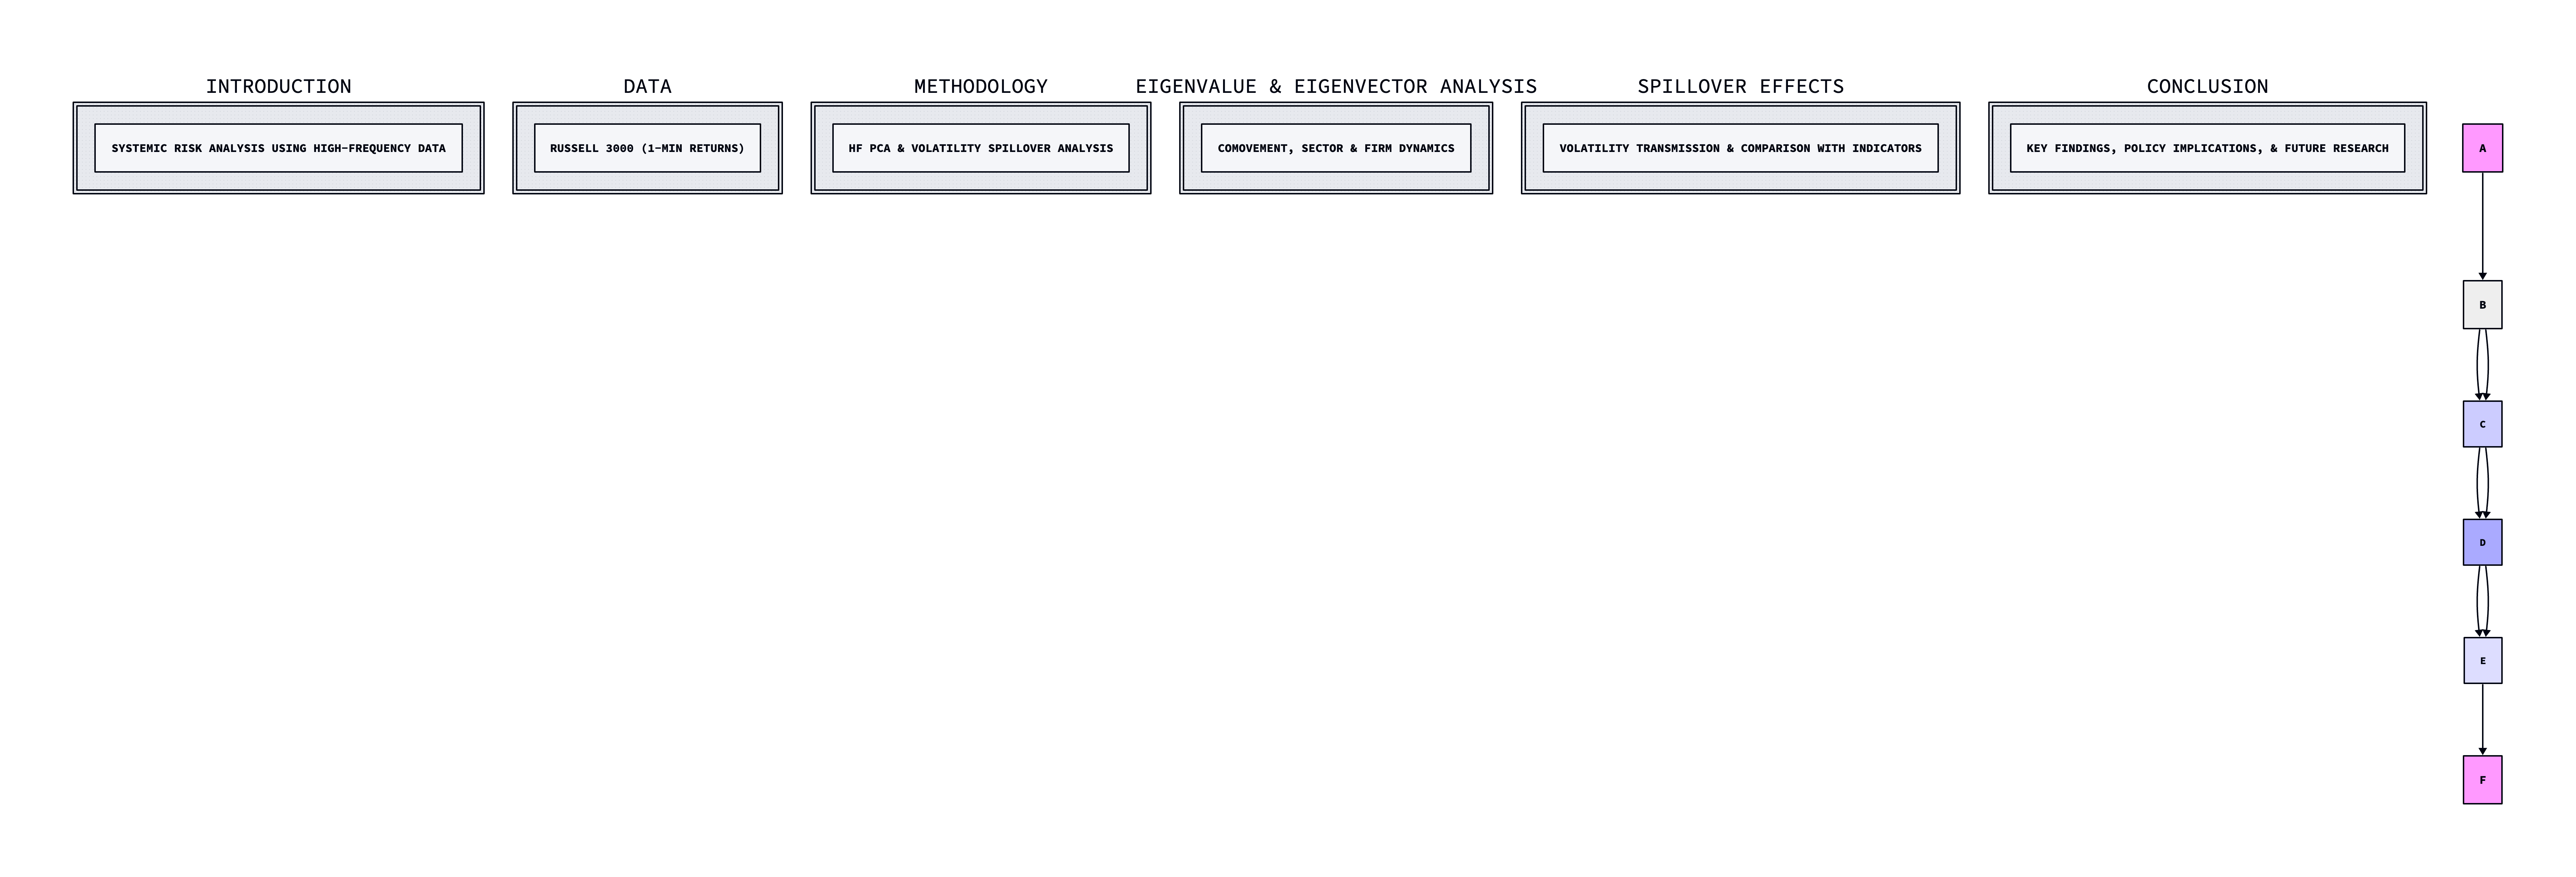 INTRODUCTION
SYSTEMIC RISK ANALYSIS USING HIGH-FREQUENCY DATA
DATA
RUSSELL 3000 (1-MIN RETURNS)
METHODOLOGY
HF PCA & VOLATILITY SPILLOVER ANALYSIS
EIGENVALUE & EIGENVECTOR ANALYSIS
COMOVEMENT, SECTOR & FIRM DYNAMICS
SPILLOVER EFFECTS
VOLATILITY TRANSMISSION & COMPARISON WITH INDICATORS
CONCLUSION
KEY FINDINGS, POLICY IMPLICATIONS, & FUTURE RESEARCH
A
B
C
D
E
F